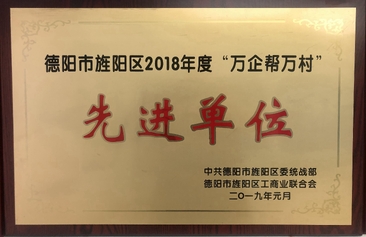 德阳市旌阳区2018年度“万企帮万村”
先进单位
中共德阳市旌阳区委统战部
德阳市旌阳区工商业联合会
二〇一九年元月